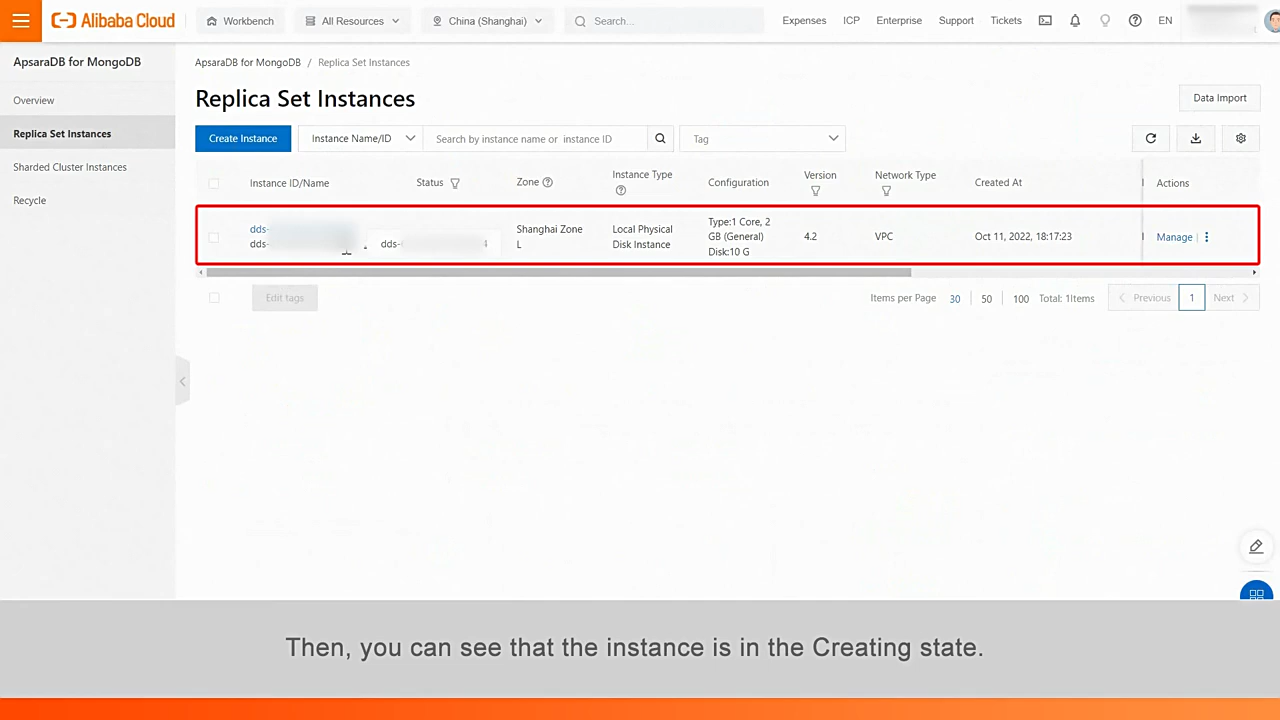 Alibaba Cloud
Workbench
All Resources
China (Shanghai)
Search...
Expenses
ICP
Enterprise
Support
Tickets
EN
ApsaraDB for MongoDB
Overview
Replica Set Instances
Sharded Cluster Instances
Recycle
ApsaraDB for MongoDB / Replica Set Instances
Replica Set Instances
Data Import
Create Instance
Instance Name/ID
Search by instance name or instance ID
Tag
Instance ID/Name
Status
Zone
Instance Type
Configuration
Version
Network Type
Created At
Actions
dds-
dds-
dds-
4
Shanghai Zone
L
Local Physical
Disk Instance
Type:1 Core, 2
GB (General)
Disk:10 G
4.2
VPC
Oct 11, 2022, 18:17:23
Manage
Edit tags
Items per Page 30 50 100 Total: 1Items
Previous 1 Next
Then, you can see that the instance is in the Creating state.